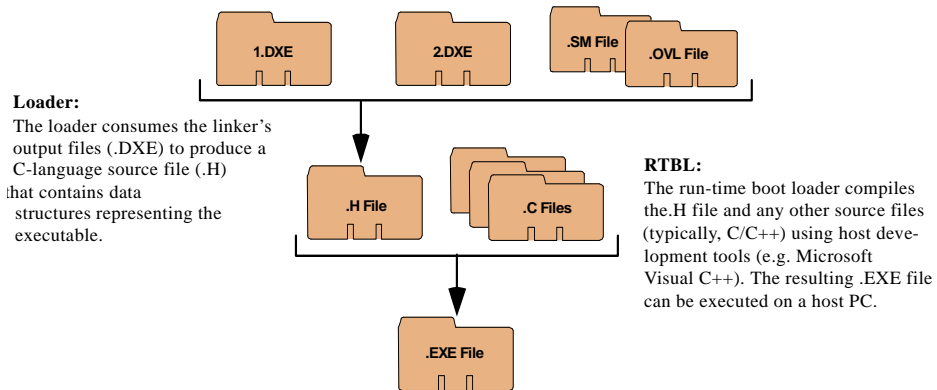 1.DXE
2.DXE
.SM File
.OVL File
Loader:
The loader consumes the linker's
output files (.DXE) to produce a
C-language source file (.H)
that contains data
structures representing the
executable.
.H File
.C Files
RTBL:
The run-time boot loader compiles
the.H file and any other source files
(typically, C/C++) using host deve-
lopment tools (e.g. Microsoft
Visual C++). The resulting .EXE file
can be executed on a host PC.
.EXE File